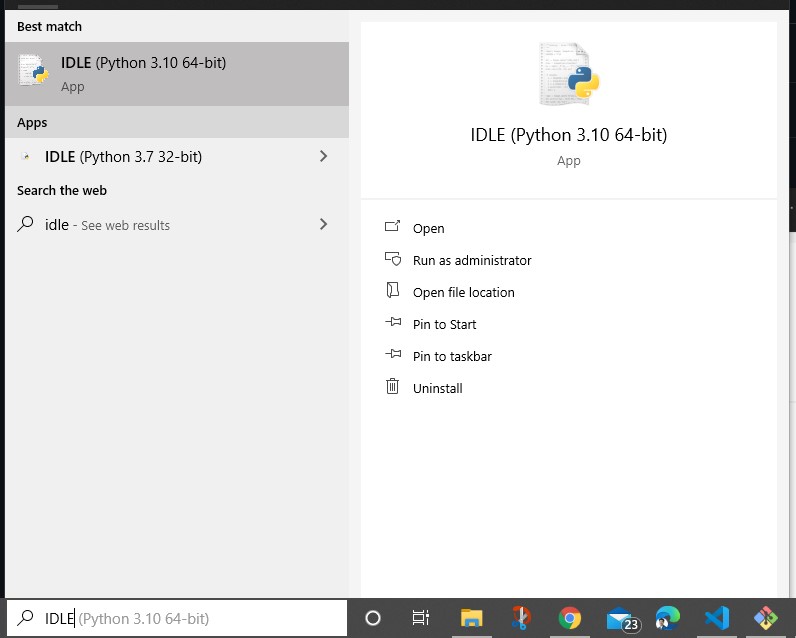 Best match
IDLE (Python 3.10 64-bit)
App
Apps
IDLE (Python 3.7 32-bit)
Search the web
idle - See web results
IDLE (Python 3.10 64-bit)
App
Open
Run as administrator
Open file location
Pin to Start
Pin to taskbar
Uninstall
IDLE (Python 3.10 64-bit)
23